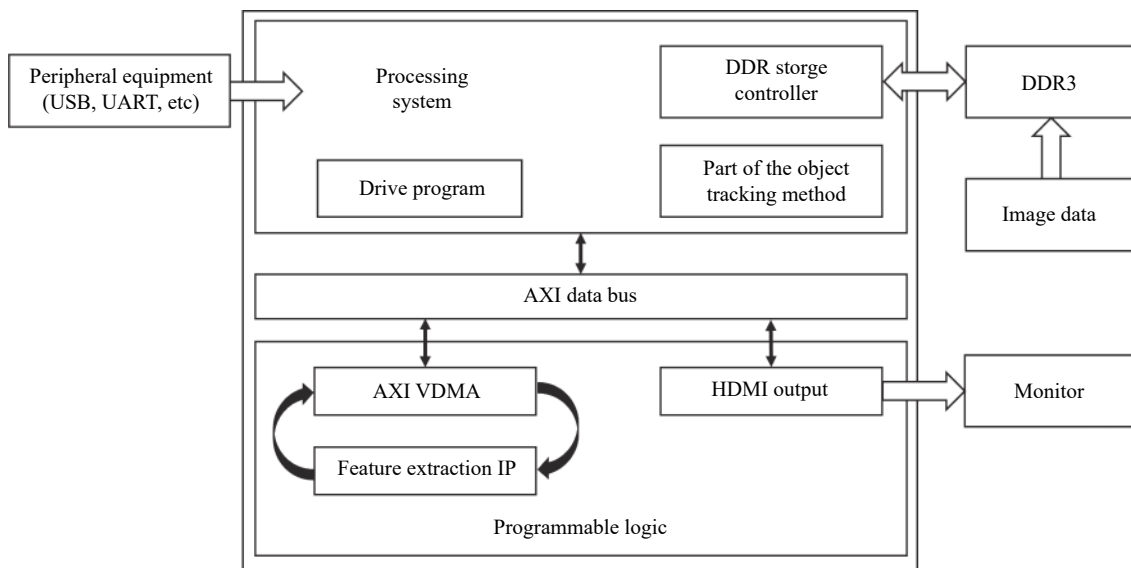 Peripheral equipment
(USB, UART, etc)
Processing
system
DDR storge
controller
DDR3
Drive program
Part of the object
tracking method
Image data
AXI data bus
AXI VDMA
HDMI output
Monitor
Feature extraction IP
Programmable logic